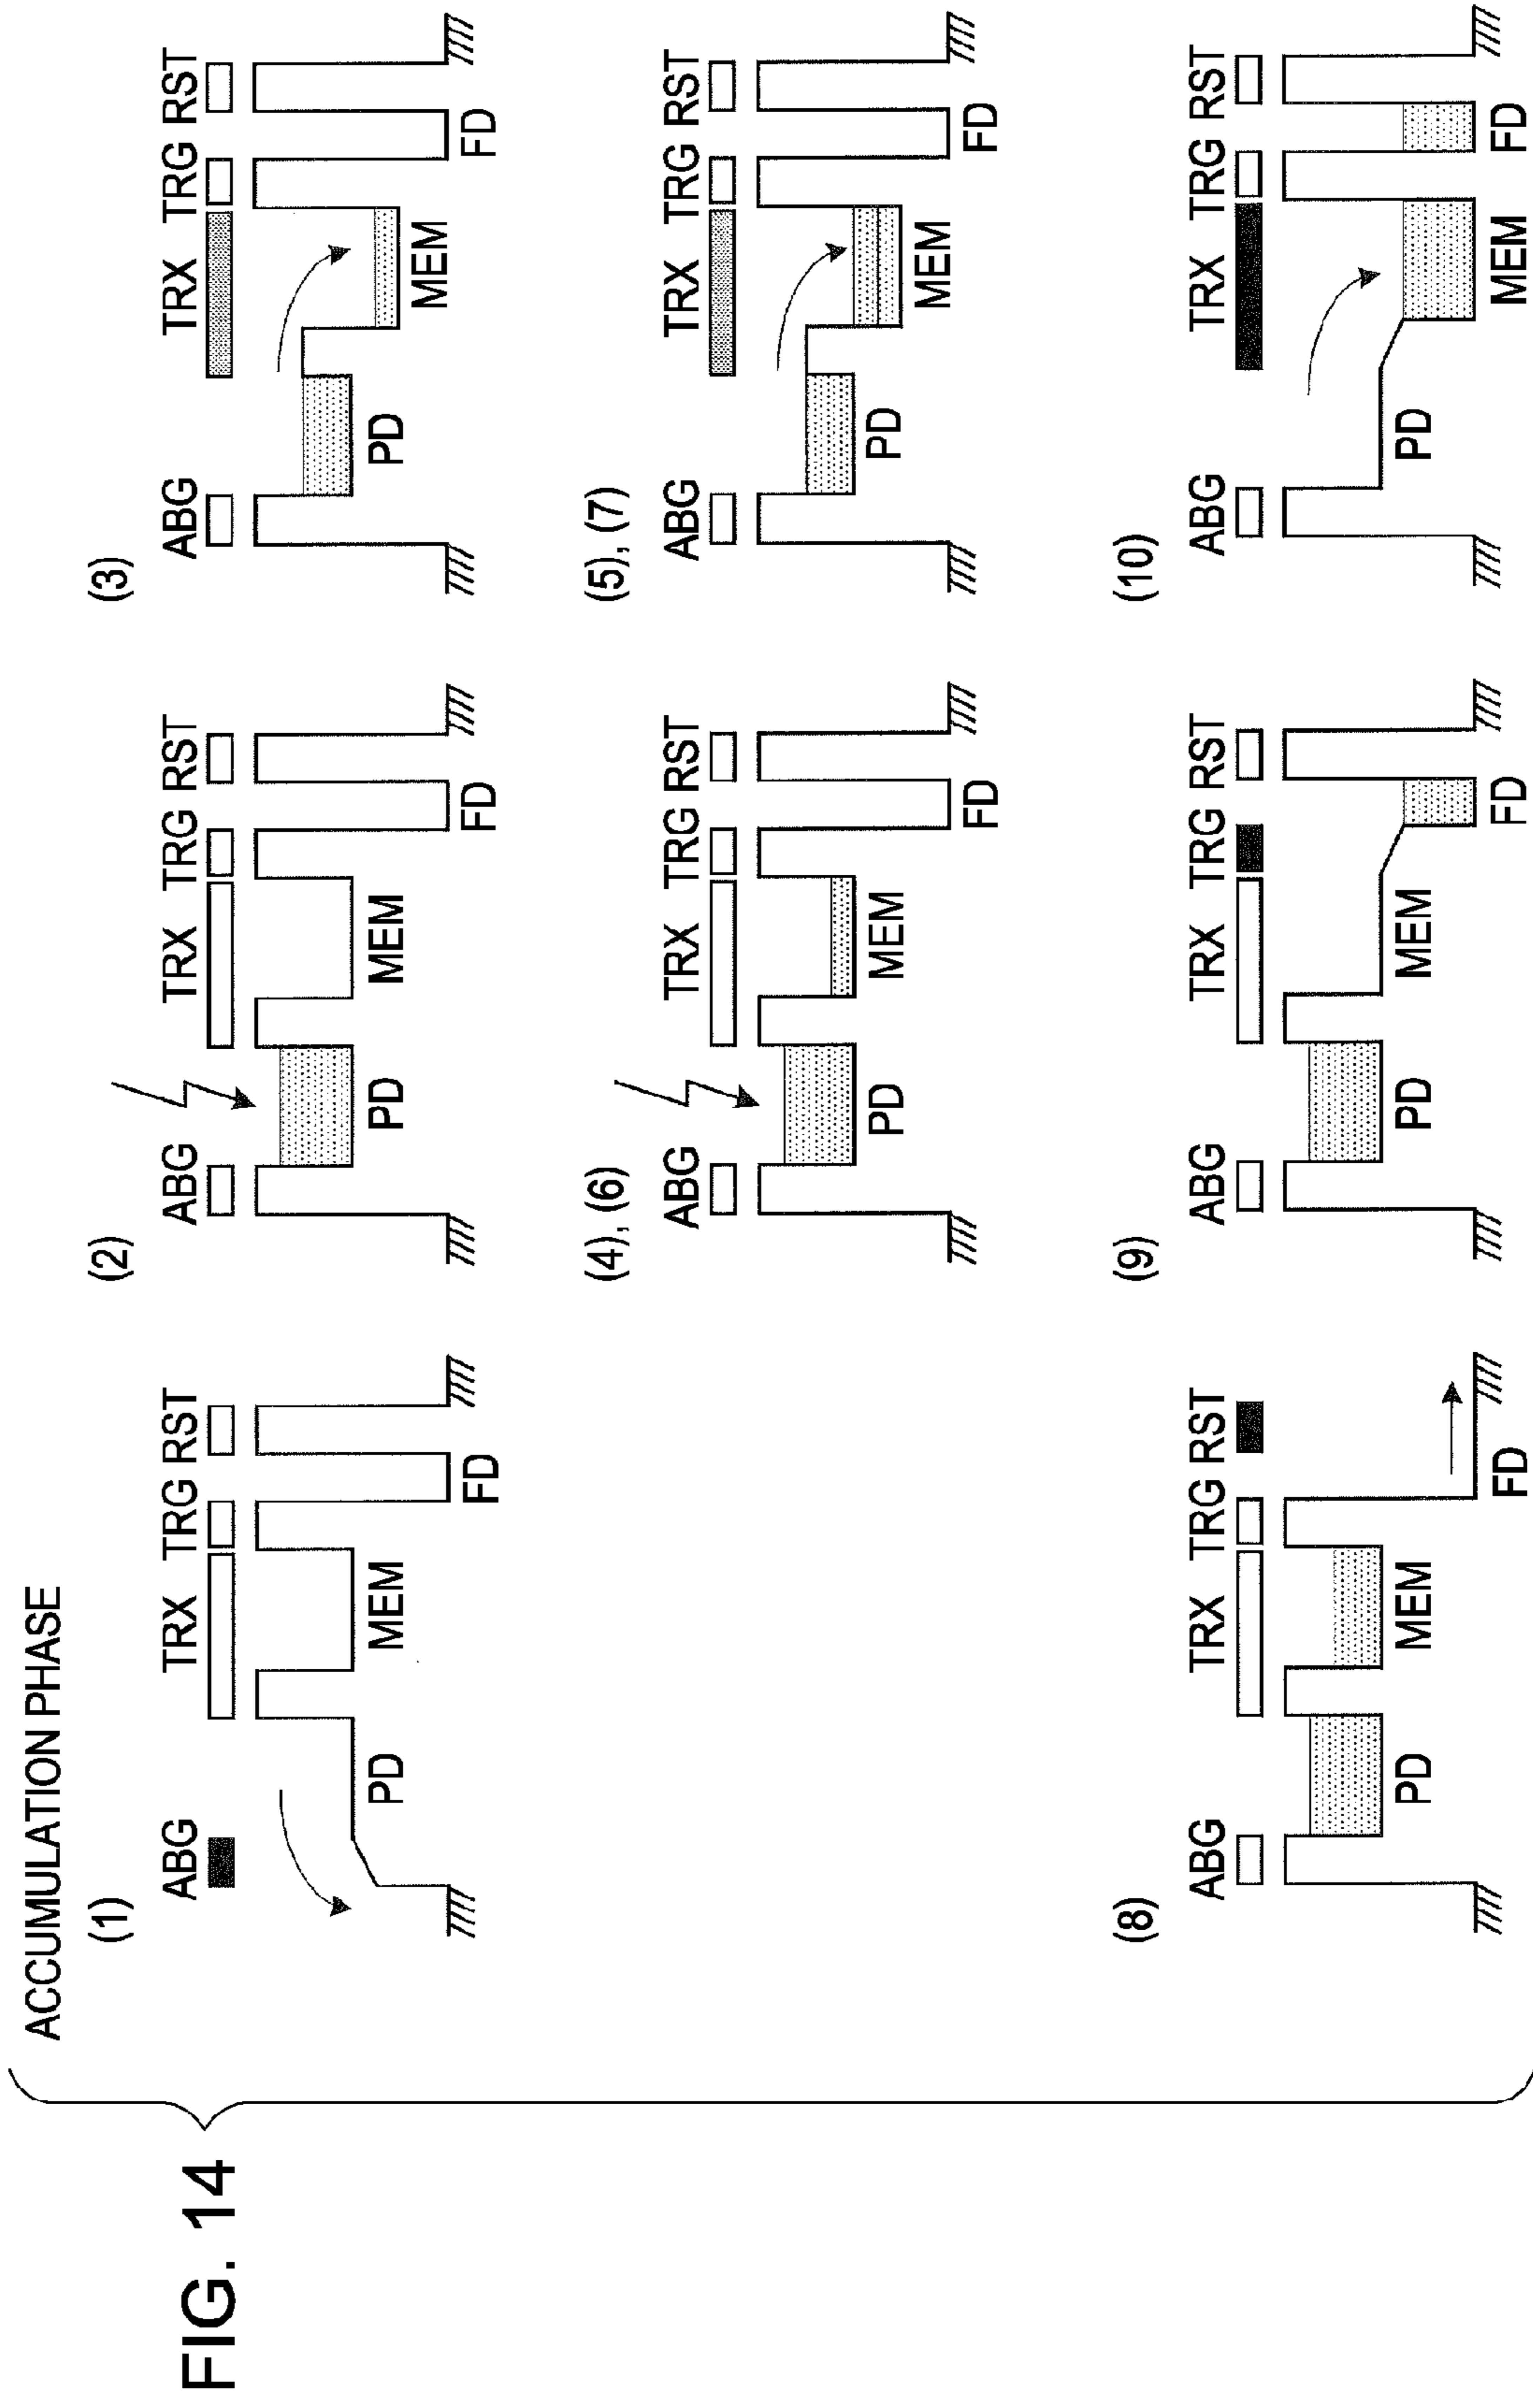 FIG. 14
ACCUMULATION PHASE
(1)
ABG TRX TRG RST
PD MEM FD
(2)
ABG TRX TRG RST
PD MEM FD
(3)
ABG TRX TRG RST
PD MEM FD
(4), (6)
ABG TRX TRG RST
PD MEM FD
(5), (7)
ABG TRX TRG RST
PD MEM FD
(8)
ABG TRX TRG RST
PD MEM FD
(9)
ABG TRX TRG RST
PD MEM FD
(10)
ABG TRX TRG RST
PD MEM FD